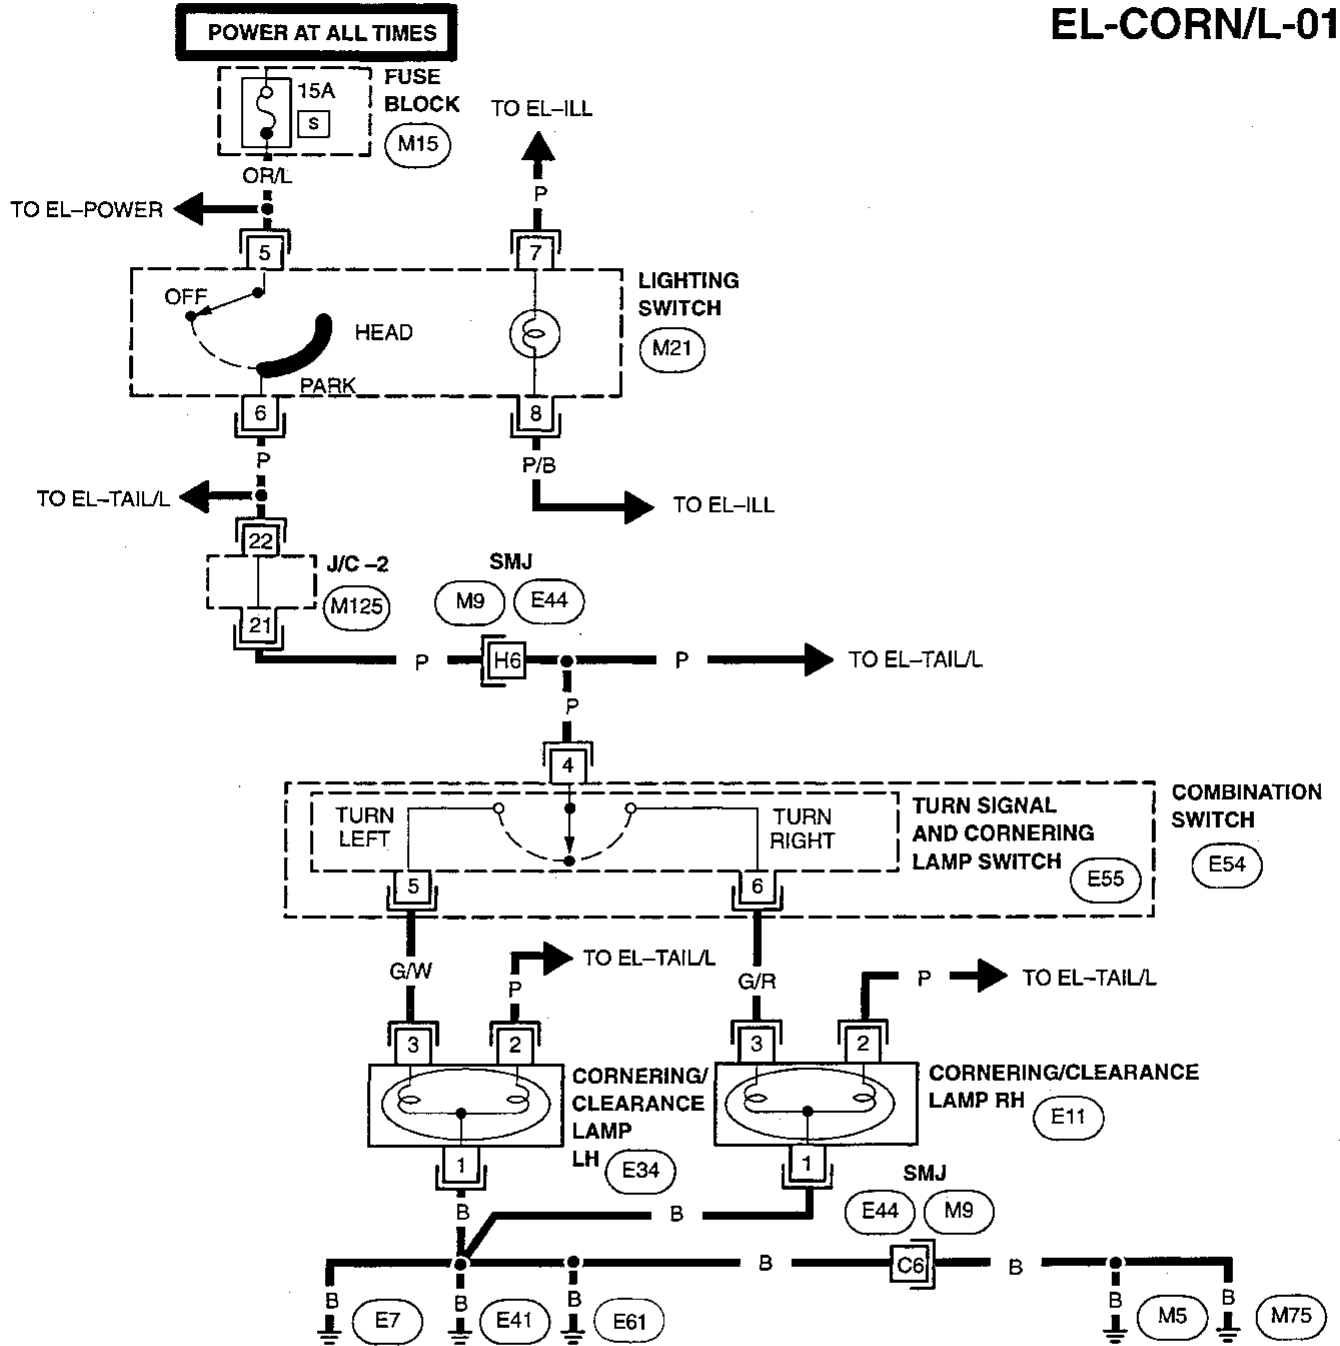 EL-CORN/L-01
POWER AT ALL TIMES
15A
S
FUSE
BLOCK
M15
OR/L
TO EL-POWER
TO EL-ILL
P
5
7
OFF
HEAD
PARK
LIGHTING
SWITCH
M21
6
8
P
P/B
TO EL-TAIL/L
TO EL-ILL
22
J/C -2
M125
21
SMJ
M9
E44
P
H6
P
TO EL-TAIL/L
P
4
TURN
LEFT
TURN
RIGHT
TURN SIGNAL
AND CORNERING
LAMP SWITCH
E55
COMBINATION
SWITCH
E54
5
6
G/W
TO EL-TAIL/L
P
G/R
P
TO EL-TAIL/L
3
2
3
2
CORNERING/
CLEARANCE
LAMP
LH
E34
CORNERING/CLEARANCE
LAMP RH
E11
1
1
SMJ
E44
M9
B
B
B
C6
B
B
E7
B
E41
B
E61
B
M5
B
M75